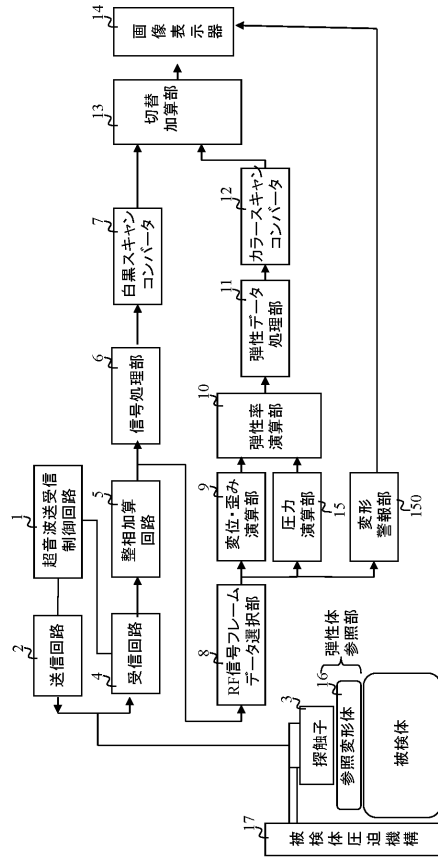 1
超音波送受信
制御回路
2
送信回路
4
受信回路
5
整相加算
回路
6
信号処理部
7
白黒スキャン
コンバータ
13
切替
加算部
14
画像
表示器
8
RF信号フレーム
データ選択部
9
変位・歪み
演算部
15
圧力
演算部
10
弾性率
演算部
11
弾性データ
処理部
12
カラースキャン
コンバータ
150
変形
警報部
3
探触子
16
参照変形体
弾性体
参照部
被検体
17
被検体圧迫機構